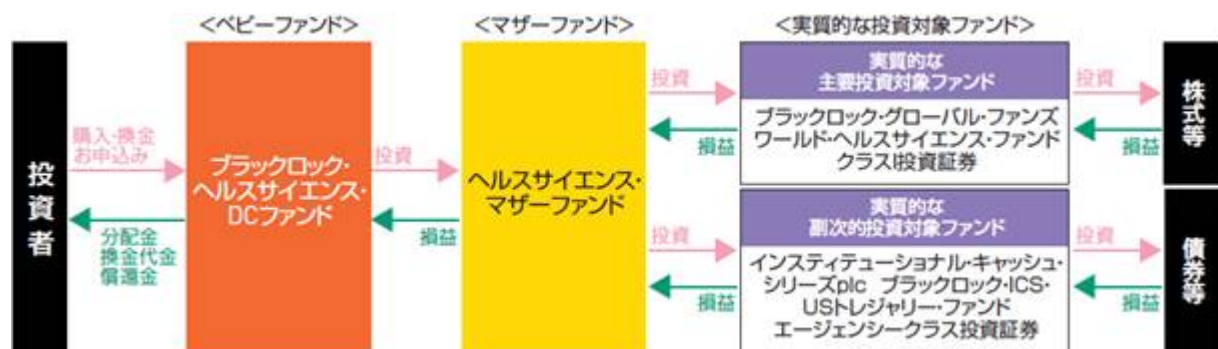 ＜ベビーファンド＞
＜マザーファンド＞
＜実質的な投資対象ファンド＞
投資者
購入・換金
お申込み
分配金
換金代金
償還金
ブラックロック・
ヘルスサイエンス・
DCファンド
投資
損益
ヘルスサイエンス・
マザーファンド
投資
損益
実質的な
主要投資対象ファンド
ブラックロック・グローバル・ファンズ
ワールド・ヘルスサイエンス・ファンド
クラスI投資証券
投資
損益
株式等
投資
損益
実質的な
副次的投資対象ファンド
インスティテューショナル・キャッシュ・
シリーズplc ブラックロック・ICS・
USトレジャリー・ファンド
エージェンシークラス投資証券
投資
損益
債券等